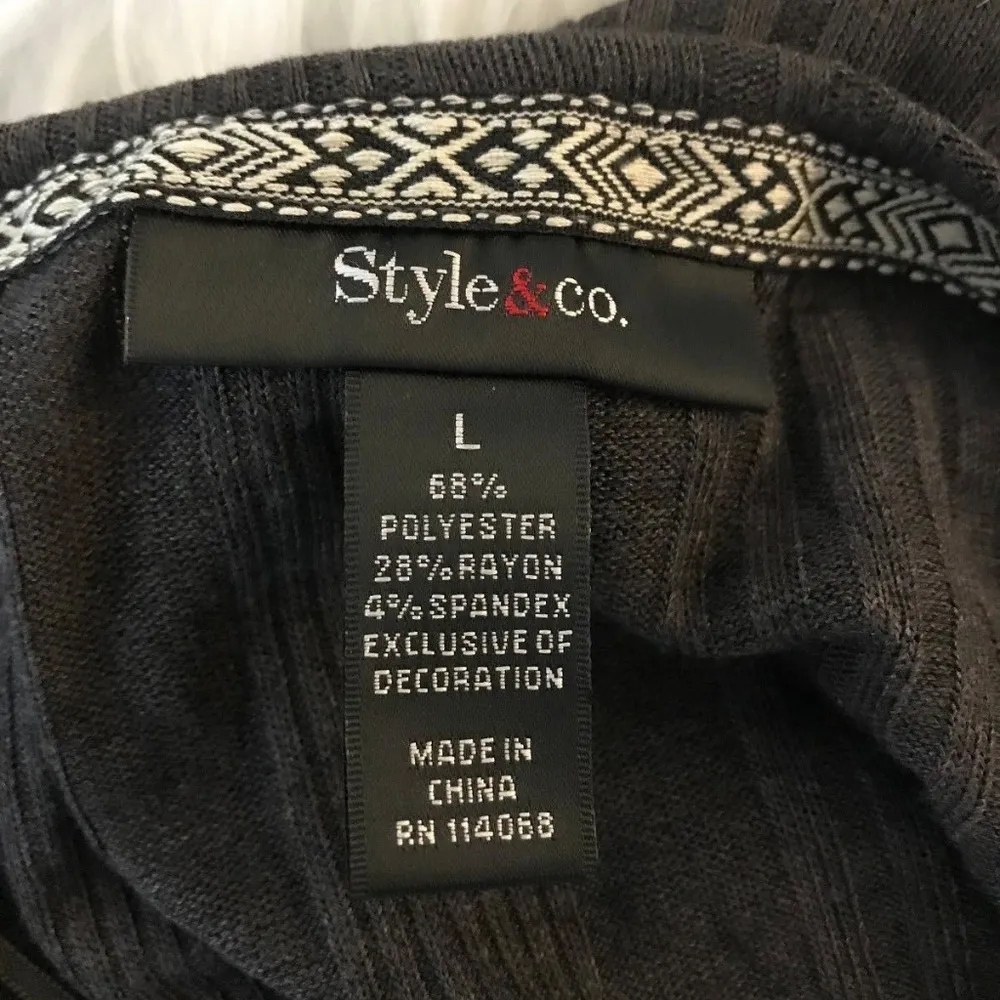 Style&co.
L
68%
POLYESTER
28% RAYON
4% SPANDEX
EXCLUSIVE OF
DECORATION
MADE IN
CHINA
RN 114068